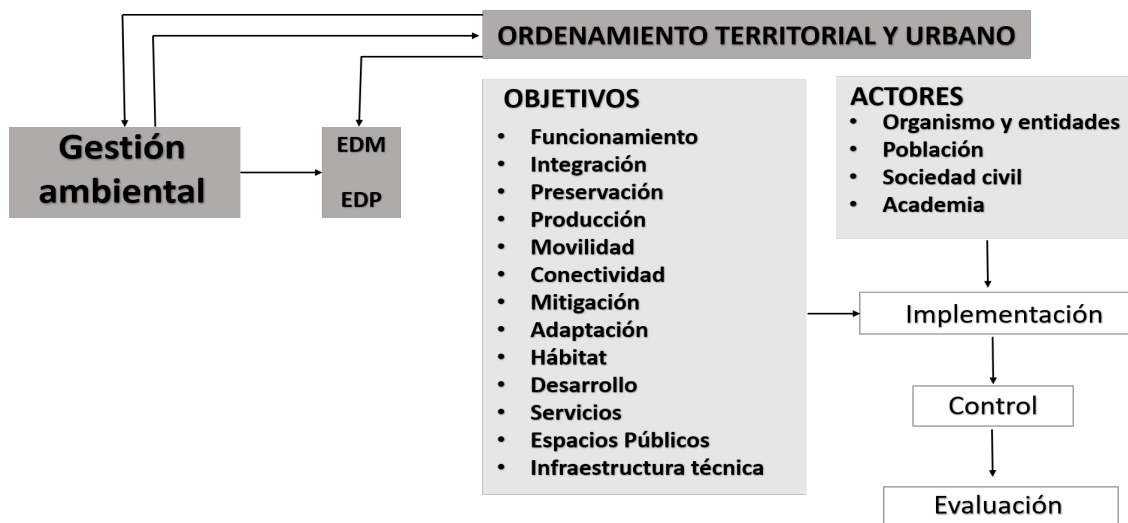 ORDENAMIENTO TERRITORIAL Y URBANO
Gestión
ambiental
EDM
EDP
OBJETIVOS
• Funcionamiento
• Integración
• Preservación
• Producción
• Movilidad
• Conectividad
• Mitigación
• Adaptación
• Hábitat
• Desarrollo
• Servicios
• Espacios Públicos
• Infraestructura técnica
ACTORES
• Organismo y entidades
• Población
• Sociedad civil
• Academia
Implementación
Control
Evaluación